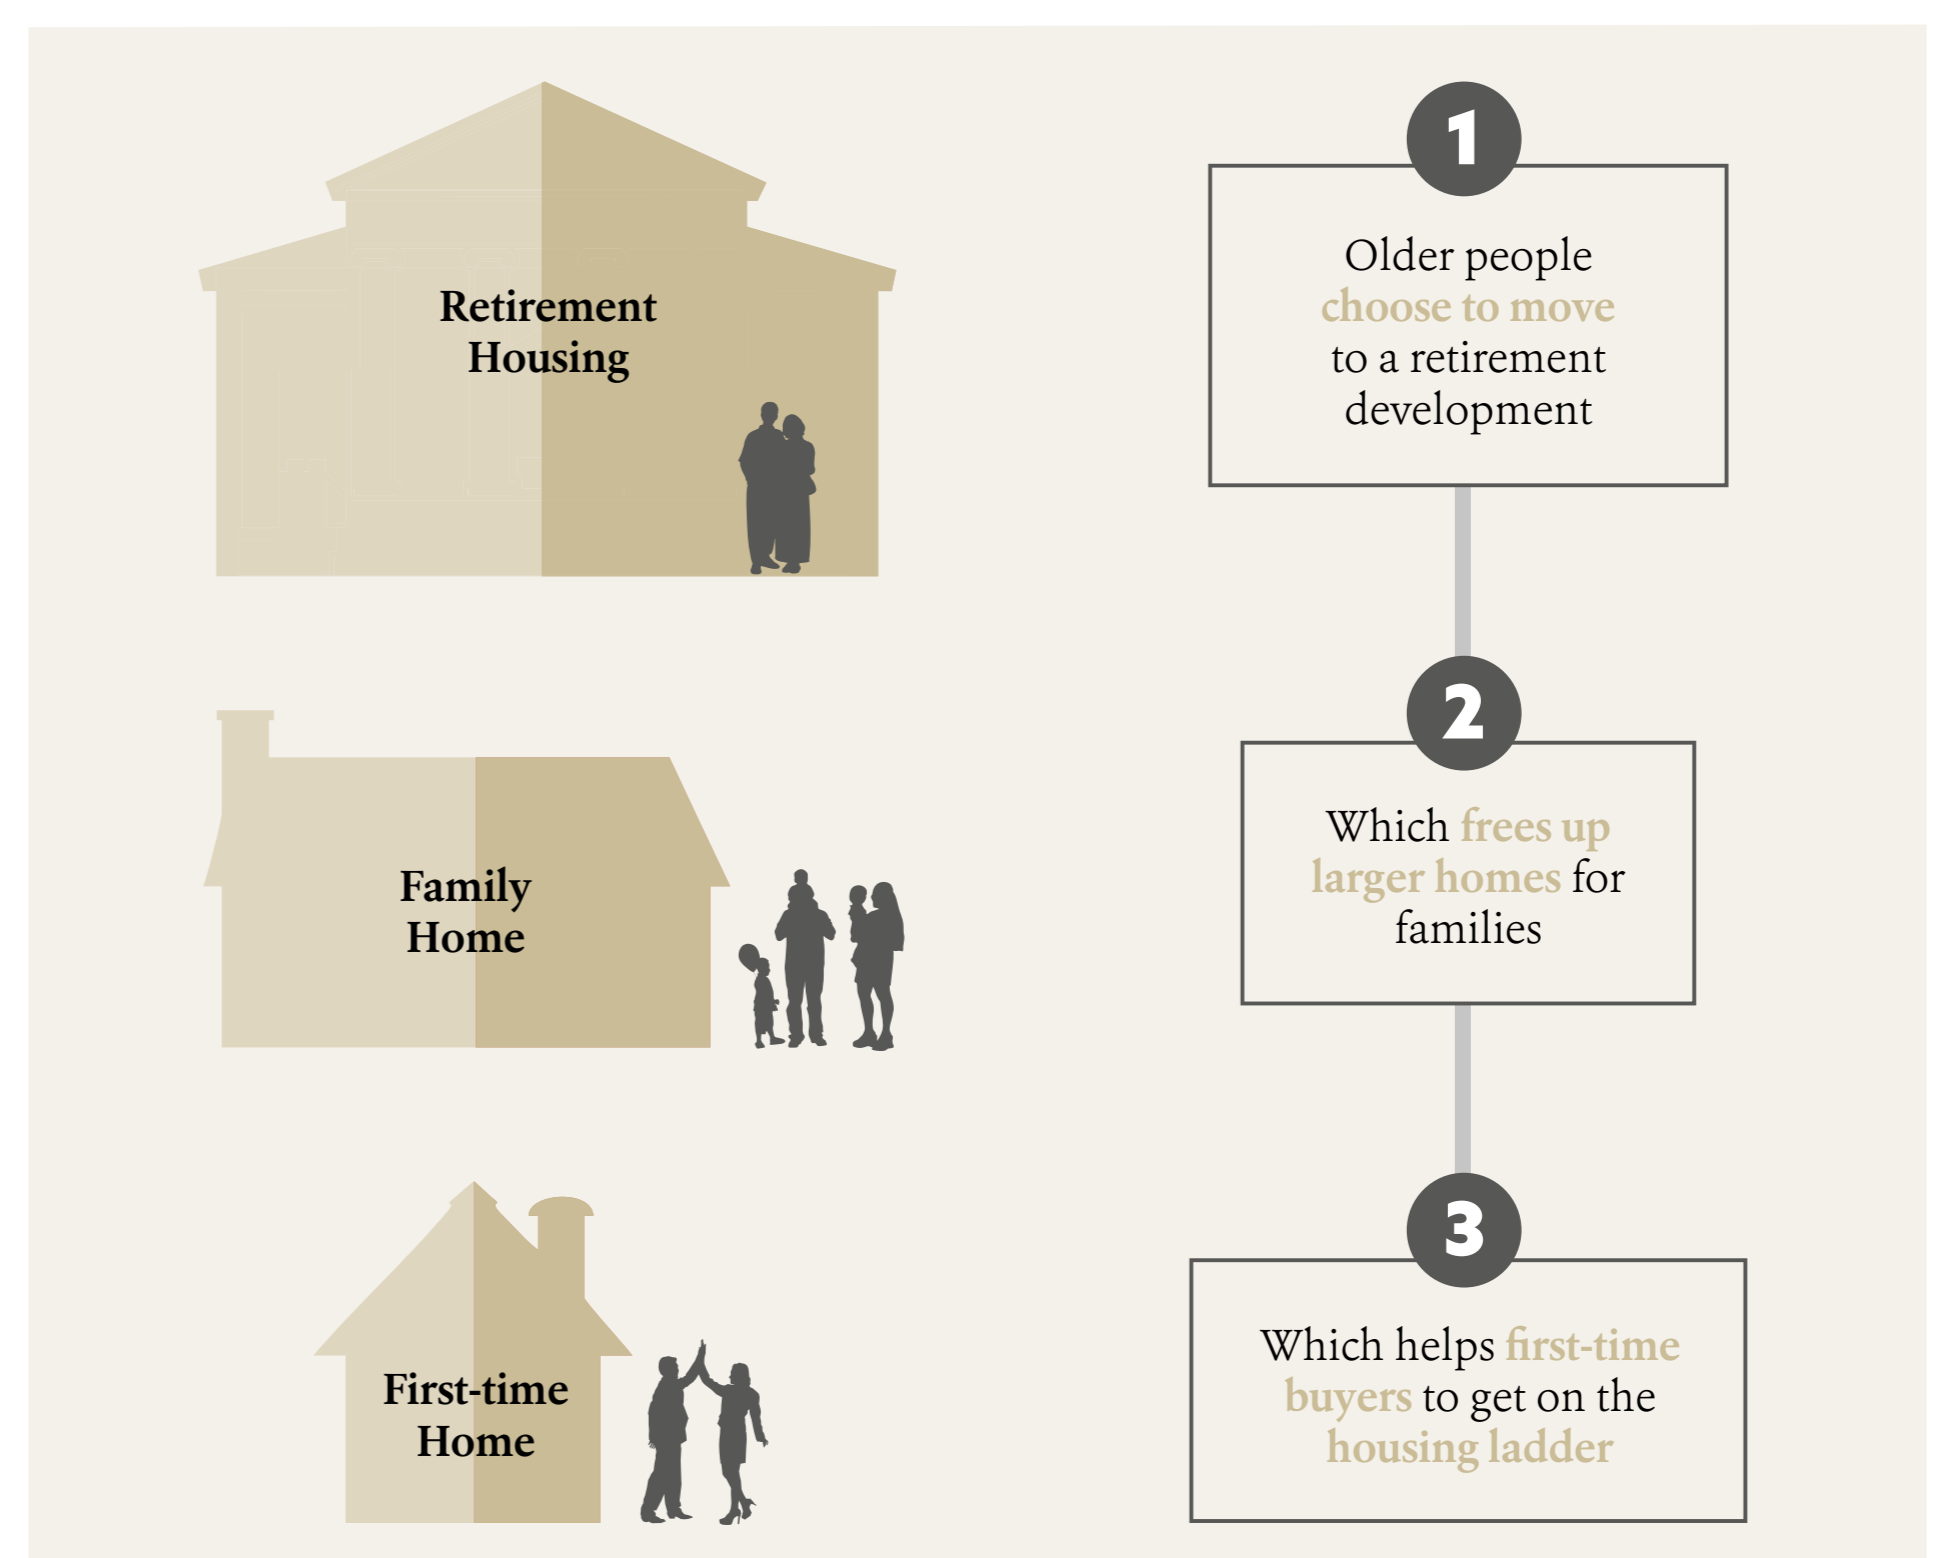 Retirement
Housing
1
Older people
choose to move
to a retirement
development
Family
Home
2
Which frees up
larger homes for
families
First-time
Home
3
Which helps first-time
buyers to get on the
housing ladder